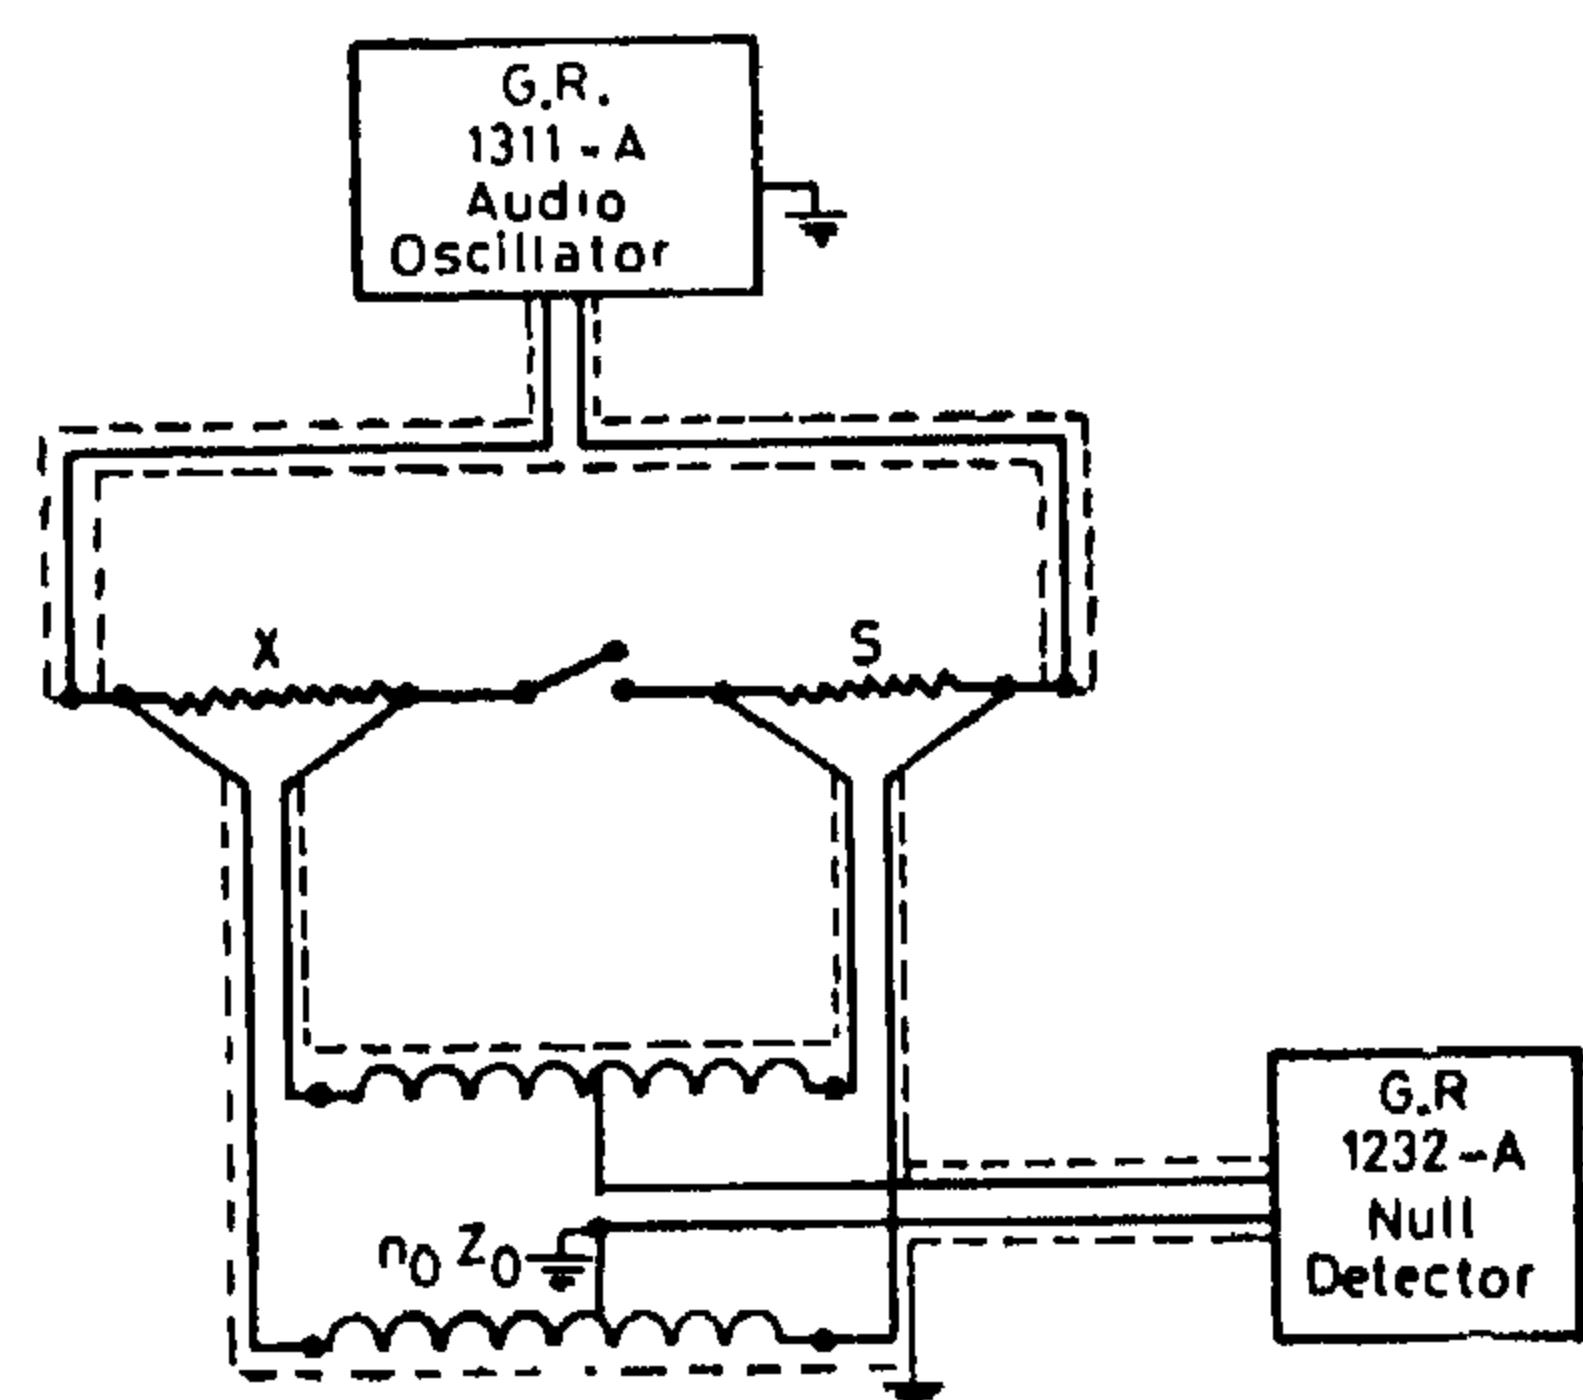 G.R.
1311-A
Audio
Oscillator
X
S
n₀ Z₀
G.R
1232-A
Null
Detector